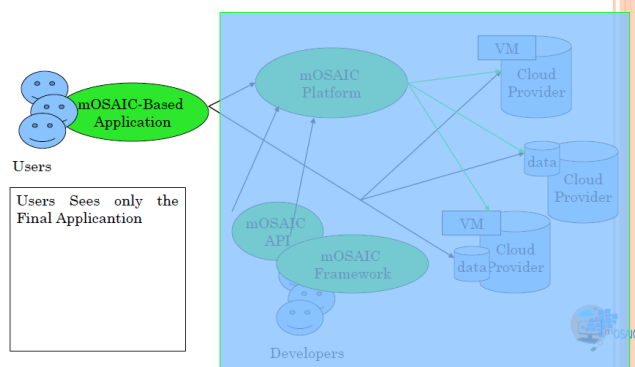 VM
mOSAIC
Platform
Cloud
Provider
mOSAIC-Based
Application
data
Users
Cloud
Provider
Users Sees only the
Final Applicantion
mOSAIC
API
VM
Cloud
Provider
mOSAIC
Framework
data
Developers
mOSAIC